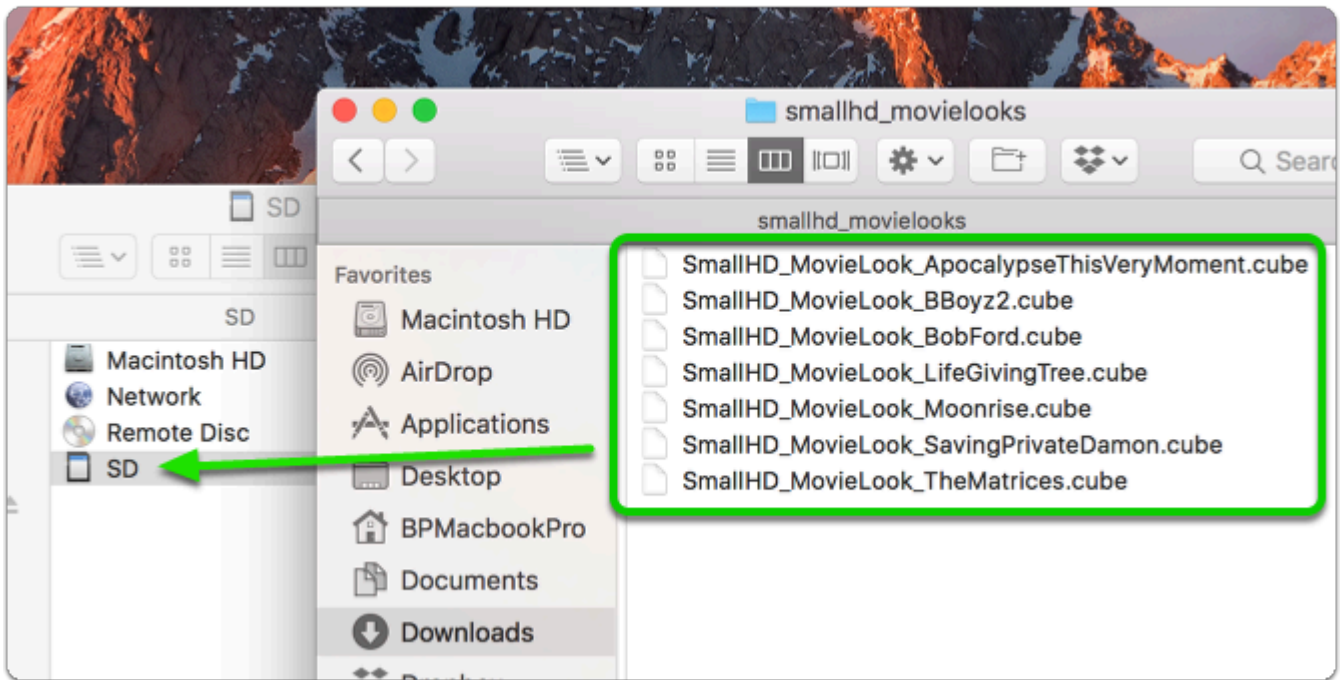 smallhd_movielooks
Sear
smallhd_movielooks
SD
SD
Macintosh HD
Network
Remote Disc
SD
Favorites
Macintosh HD
AirDrop
Applications
Desktop
BPMacbookPro
Documents
Downloads
SmallHD_MovieLook_ApocalypseThisVeryMoment.cube
SmallHD_MovieLook_BBoyz2.cube
SmallHD_MovieLook_BobFord.cube
SmallHD_MovieLook_LifeGivingTree.cube
SmallHD_MovieLook_Moonrise.cube
SmallHD_MovieLook_SavingPrivateDamon.cube
SmallHD_MovieLook_TheMatrices.cube